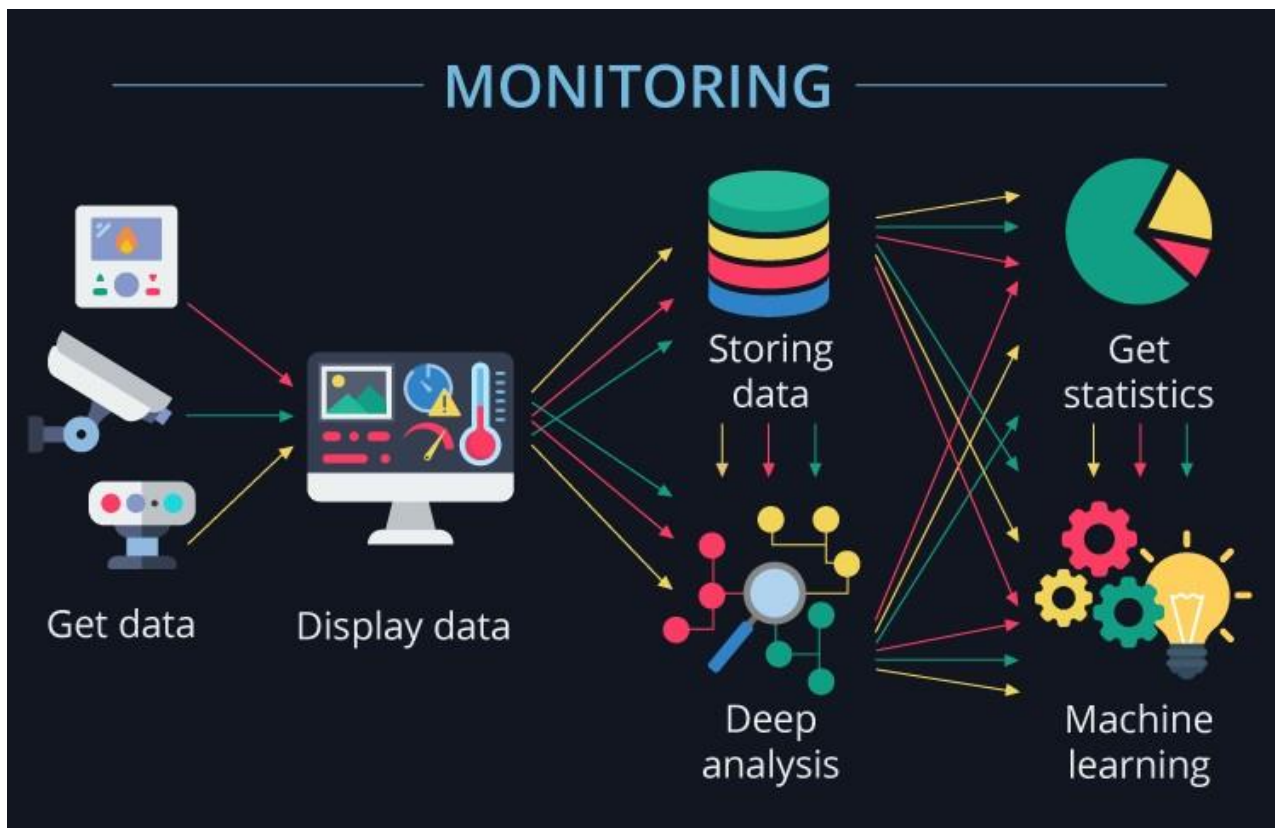 MONITORING
Get data
Display data
Storing
data
Get
statistics
Deep
analysis
Machine
learning